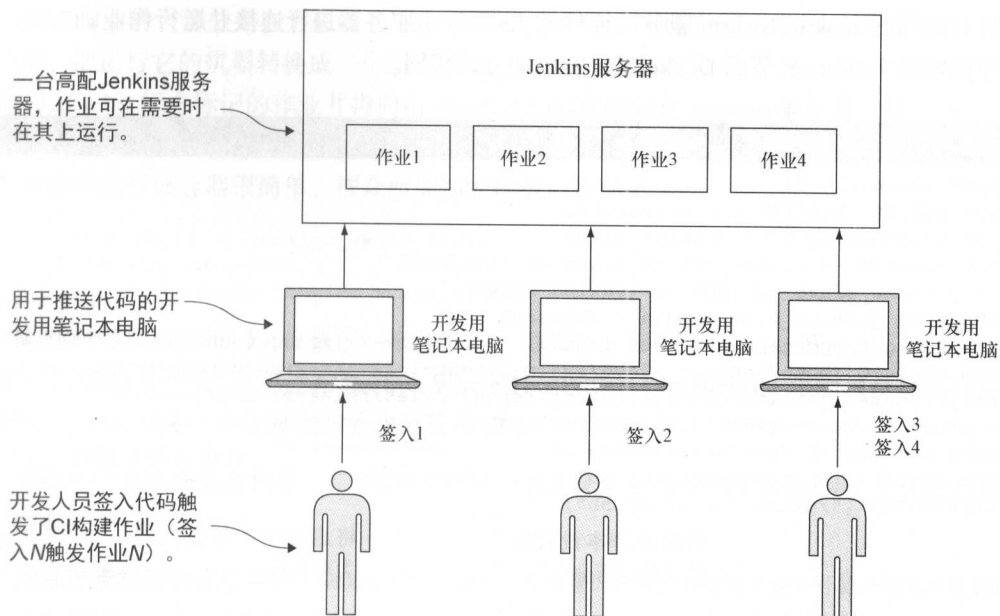 Jenkins服务器
一台高配Jenkins服务
器，作业可在需要时
在其上运行。
作业1
作业2
作业3
作业4
用于推送代码的开
发用笔记本电脑
开发用
笔记本电脑
开发用
笔记本电脑
开发用
笔记本电脑
签入1
签入2
签入3
签入4
开发人员签入代码触
发了CI构建作业（签
入N触发作业N）。